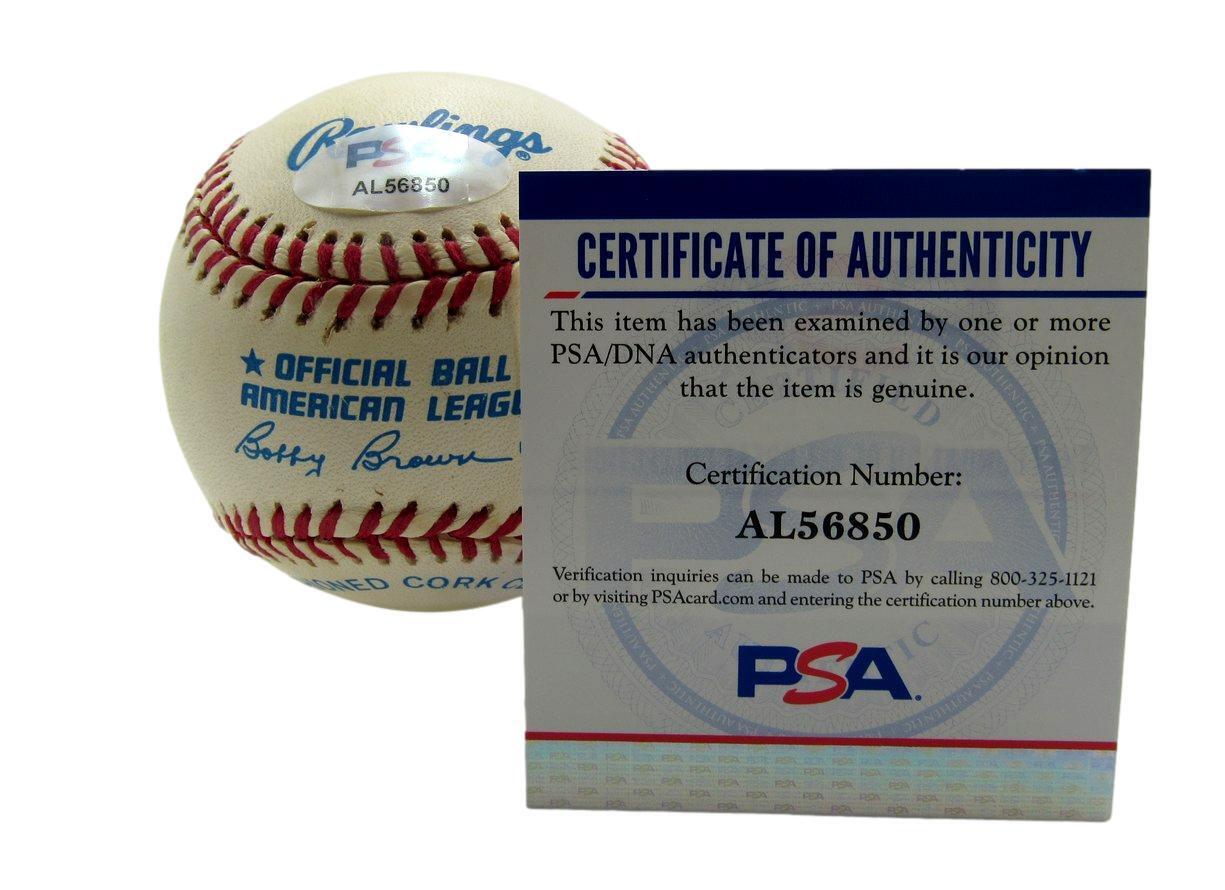 Rawlings
PSA
AL56850
★ OFFICIAL BALL
AMERICAN LEAGU
Bobby Brown
IONED CORK C
CERTIFICATE OF AUTHENTICITY
This item has been examined by one or more
PSA/DNA authenticators and it is our opinion
that the item is genuine.
Certification Number:
AL56850
Verification inquiries can be made to PSA by calling 800-325-1121
or by visiting PSAcard.com and entering the certification number above.
PSA.